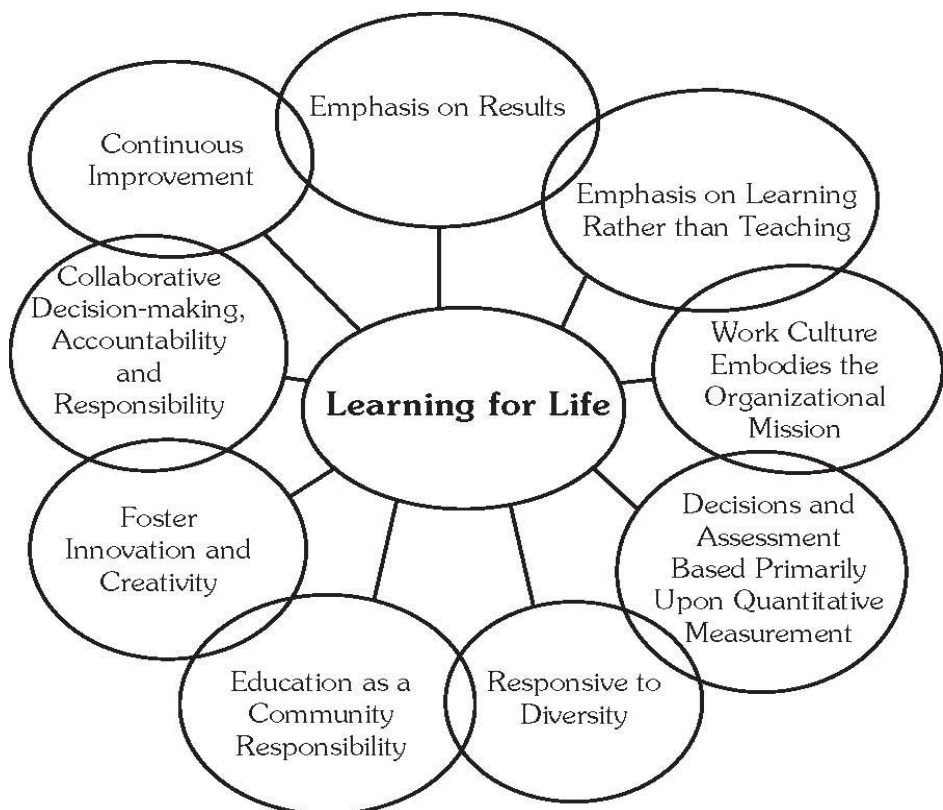 Emphasis on Results
Continuous
Improvement
Emphasis on Learning
Rather than Teaching
Collaborative
Decision-making,
Accountability
and
Responsibility
Work Culture
Embodies the
Organizational
Mission
Learning for Life
Foster
Innovation and
Creativity
Decisions and
Assessment
Based Primarily
Upon Quantitative
Measurement
Education as a
Community
Responsibility
Responsive to
Diversity